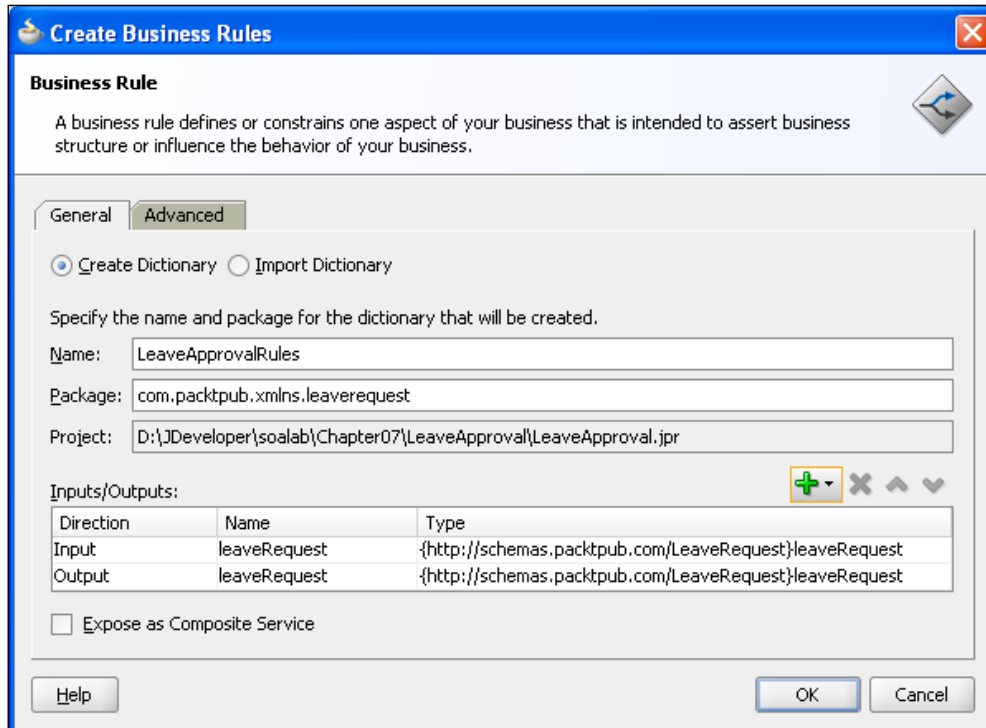 Create Business Rules
Business Rule
A business rule defines or constrains one aspect of your business that is intended to assert business
structure or influence the behavior of your business.
General Advanced
Create Dictionary Import Dictionary
Specify the name and package for the dictionary that will be created.
Name: LeaveApprovalRules
Package: com.packtpub.xmlns.leaverequest
Project: D:\JDeveloper\soalab\Chapter07\LeaveApproval\LeaveApproval.jpr
Inputs/Outputs:
Direction Name Type
Input leaveRequest {http://schemas.packtpub.com/LeaveRequest}leaveRequest
Output leaveRequest {http://schemas.packtpub.com/LeaveRequest}leaveRequest
Expose as Composite Service
Help OK Cancel